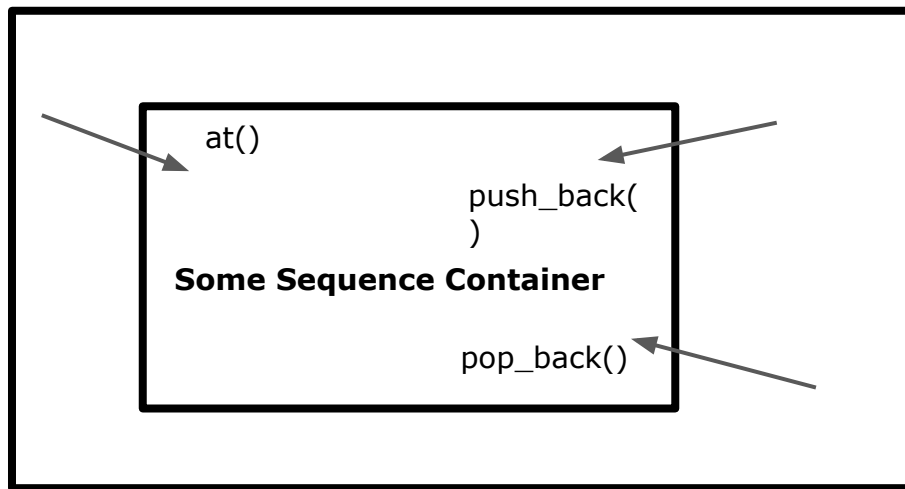 at()
push_back(
)
Some Sequence Container
pop_back()